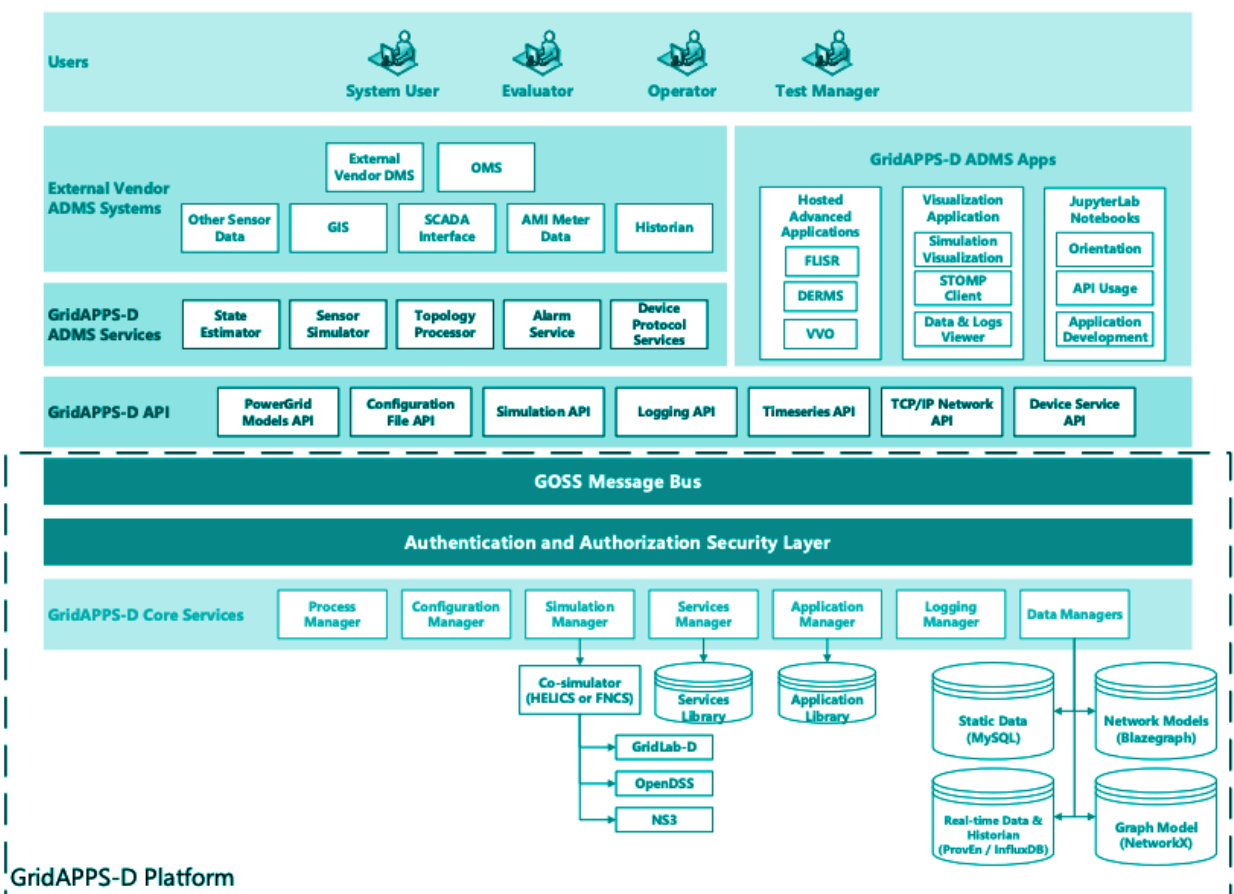 Users
System User
Evaluator
Operator
Test Manager
External Vendor
ADMS Systems
External
Vendor DMS
OMS
Other Sensor
Data
GIS
SCADA
Interface
AMI Meter
Data
Historian
GridAPPS-D
ADMS Services
State
Estimator
Sensor
Simulator
Topology
Processor
Alarm
Service
Device
Protocol
Services
GridAPPS-D ADMS Apps
Hosted
Advanced
Applications
FLISR
DERMS
VVO
Visualization
Application
Simulation
Visualization
STOMP
Client
Data & Logs
Viewer
JupyterLab
Notebooks
Orientation
API Usage
Application
Development
GridAPPS-D API
PowerGrid
Models API
Configuration
File API
Simulation API
Logging API
Timeseries API
TCP/IP Network
API
Device Service
API
GOSS Message Bus
Authentication and Authorization Security Layer
GridAPPS-D Core Services
Process
Manager
Configuration
Manager
Simulation
Manager
Services
Manager
Application
Manager
Logging
Manager
Data Managers
Co-simulator
(HELICS or FNCS)
Services
Library
Application
Library
GridLab-D
OpenDSS
NS3
Static Data
(MySQL)
Network Models
(Blazegraph)
Real-time Data &
Historian
(ProvEn / InfluxDB)
Graph Model
(NetworkX)
GridAPPS-D Platform